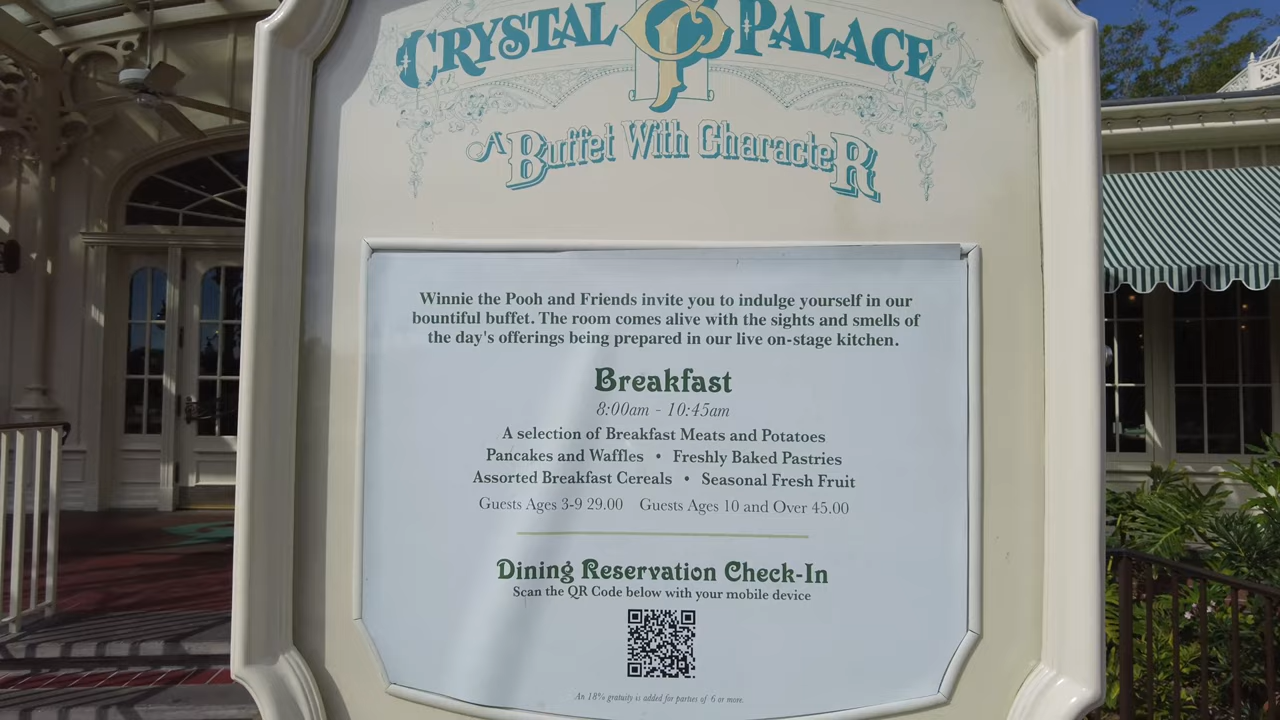 CRYSTAL CP PALACE
A Buffet With CharacteR
Winnie the Pooh and Friends invite you to indulge yourself in our
bountiful buffet. The room comes alive with the sights and smells of
the day's offerings being prepared in our live on-stage kitchen.
Breakfast
8:00am - 10:45am
A selection of Breakfast Meats and Potatoes
Pancakes and Waffles • Freshly Baked Pastries
Assorted Breakfast Cereals • Seasonal Fresh Fruit
Guests Ages 3-9 29.00 Guests Ages 10 and Over 45.00
Dining Reservation Check-In
Scan the QR Code below with your mobile device
An 18% gratuity is added for parties of 6 or more.